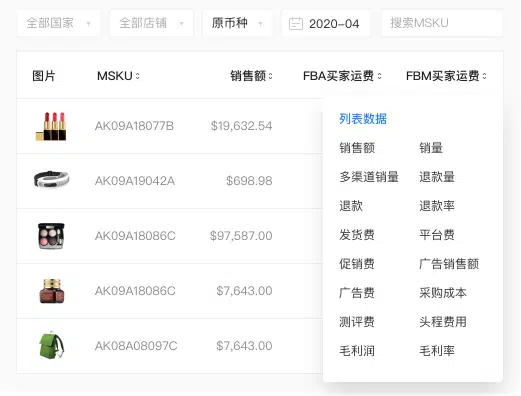 全部国家 全部店铺 原币种 2020-04 搜索MSKU
图片 MSKU 销售额 FBA买家运费 FBM买家运费
AK09A18077B $19,632.54
AK09A19042A $698.98
AK09A18086C $97,587.00
AK09A18086C $7,643.00
AK08A08097C $7,643.00
列表数据
销售额 销量
多渠道销量 退款量
退款 退款率
发货费 平台费
促销费 广告销售额
广告费 采购成本
测评费 头程费用
毛利润 毛利率